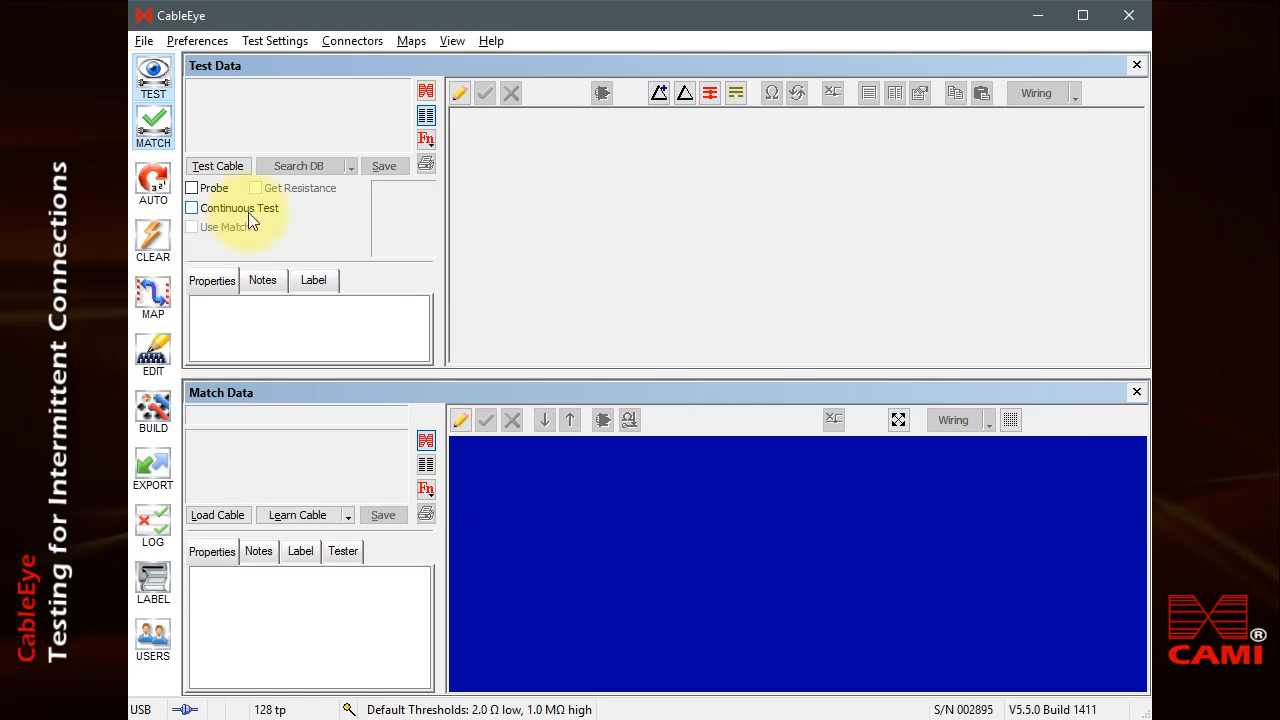 CableEye
File Preferences Test Settings Connectors Maps View Help
TEST
MATCH
AUTO
CLEAR
MAP
EDIT
BUILD
EXPORT
LOG
LABEL
USERS
Test Data
Fn
Wiring
Test Cable Search DB Save
Probe Get Resistance
Continuous Test
Use Match
Properties Notes Label
Match Data
Fn
Wiring
Load Cable Learn Cable Save
Properties Notes Label Tester
USB 128 tp Default Thresholds: 2.0 Ω low, 1.0 MΩ high S/N 002895 V5.5.0 Build 1411
CableEye
Testing for Intermittent Connections
CAMI ®